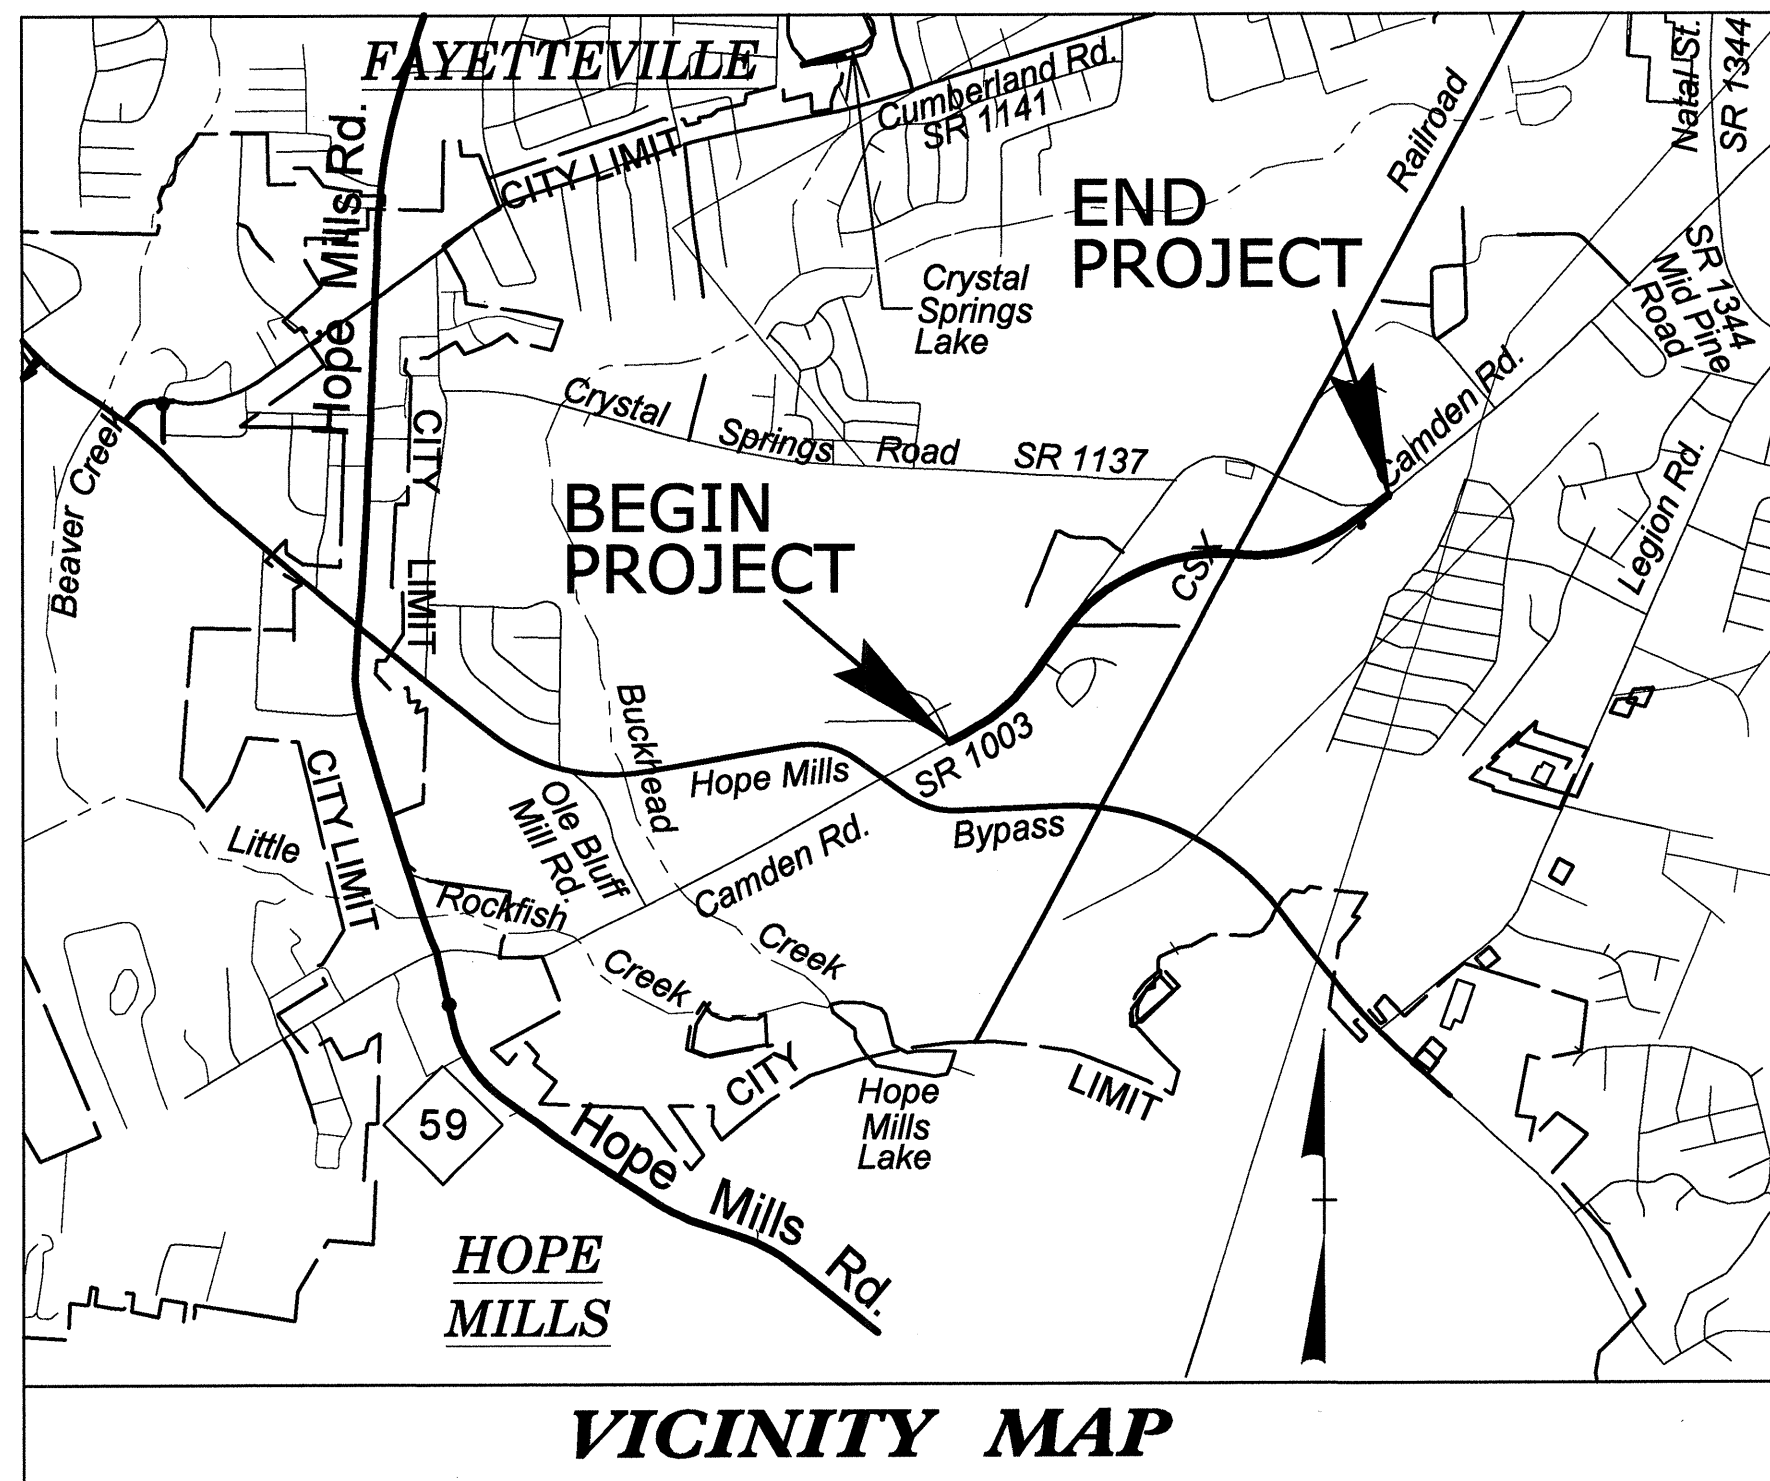 FAYETTEVILLE
Hope Mills Rd.
CITY LIMIT
Cumberland Rd.
SR 1141
Railroad
Natal St.
SR 1344
END
PROJECT
Crystal
Springs
Lake
SR 1344
Mid Pine
Road
Camden Rd.
Crystal Springs Road SR 1137
CITY LIMIT
Beaver Creek
BEGIN
PROJECT
CSX
Legion Rd.
Buckhead
SR 1003
Hope Mills Bypass
Ole Bluff
Mill Rd.
CITY LIMIT
Little
Rockfish
Camden Rd.
Creek
Creek
CITY LIMIT
Hope
Mills
Lake
59
Hope Mills Rd.
HOPE
MILLS
VICINITY MAP